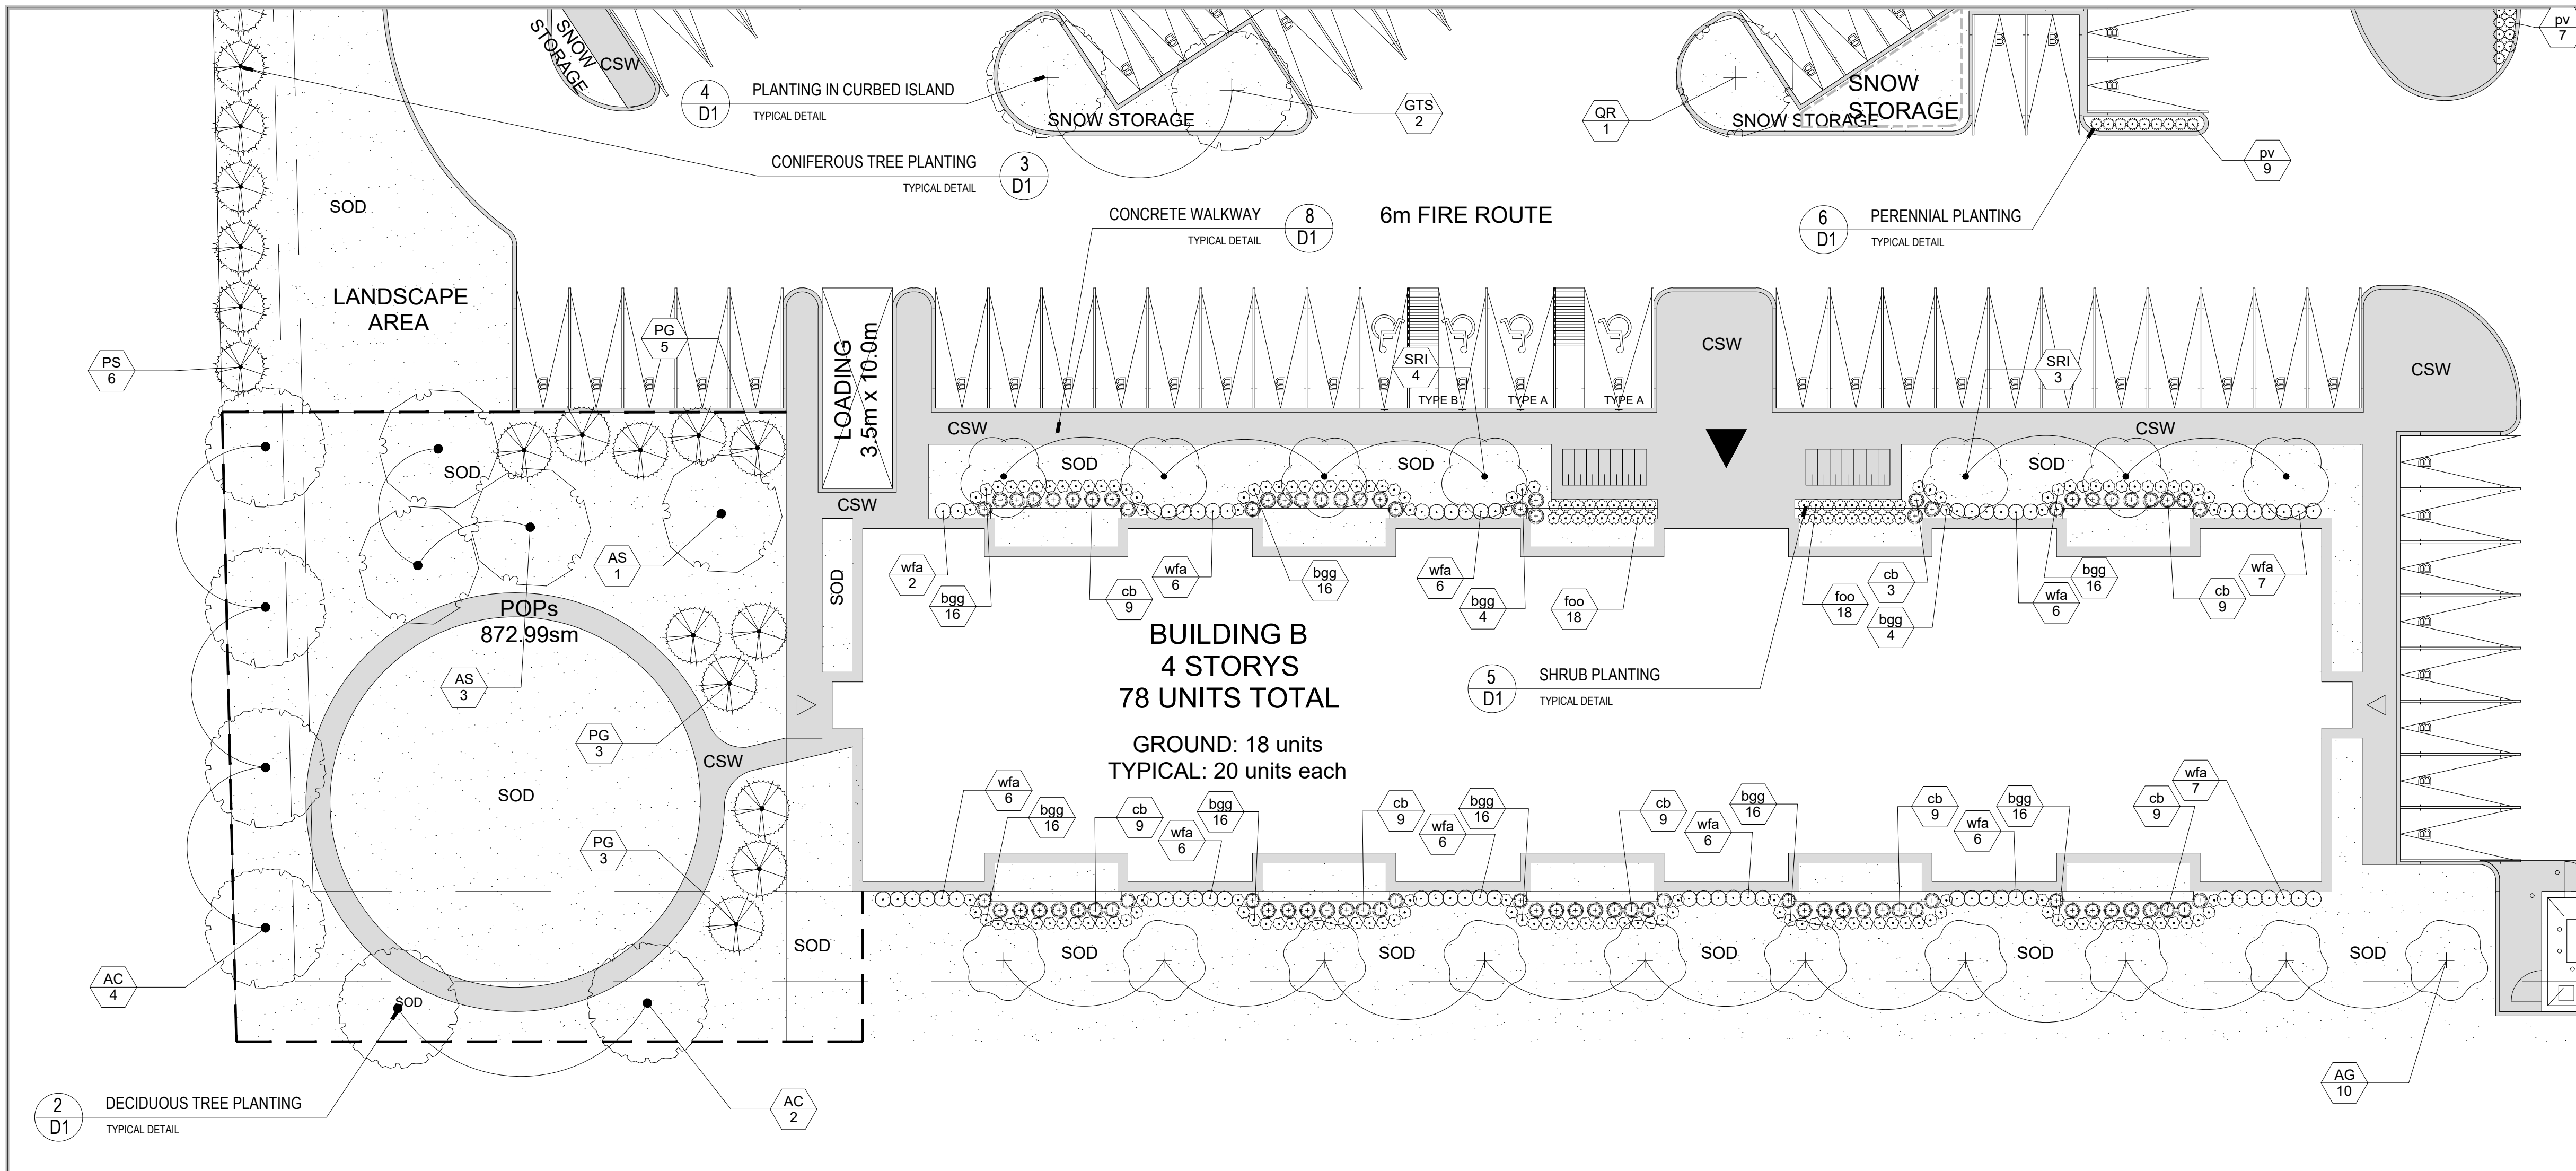 SNOW
STORAGE
CSW
4
D1
PLANTING IN CURBED ISLAND
TYPICAL DETAIL
SNOW STORAGE
GTS
2
QR
1
SNOW STORAGE
SNOW
STORAGE
pv
7
pv
9
CONIFEROUS TREE PLANTING
TYPICAL DETAIL
3
D1
SOD
CONCRETE WALKWAY
TYPICAL DETAIL
8
D1
6m FIRE ROUTE
6
D1
PERENNIAL PLANTING
TYPICAL DETAIL
LANDSCAPE
AREA
PG
5
LOADING
3.5m x 10.0m
PS
6
SRI
4
CSW
SRI
3
CSW
TYPE B
TYPE A
TYPE A
CSW
CSW
SOD
SOD
SOD
SOD
CSW
AS
1
SOD
wfa
2
bgg
16
cb
9
wfa
6
bgg
16
wfa
6
bgg
4
foo
18
foo
18
cb
3
bgg
4
wfa
6
bgg
16
cb
9
wfa
7
POPs
872.99sm
AS
3
BUILDING B
4 STORYS
78 UNITS TOTAL
GROUND: 18 units
TYPICAL: 20 units each
5
D1
SHRUB PLANTING
TYPICAL DETAIL
PG
3
CSW
SOD
PG
3
wfa
6
bgg
16
cb
9
wfa
6
bgg
16
cb
9
wfa
6
bgg
16
cb
9
wfa
6
bgg
16
cb
9
wfa
6
bgg
16
cb
9
wfa
7
SOD
SOD
SOD
SOD
SOD
SOD
AC
4
SOD
2
D1
DECIDUOUS TREE PLANTING
TYPICAL DETAIL
AC
2
AG
10